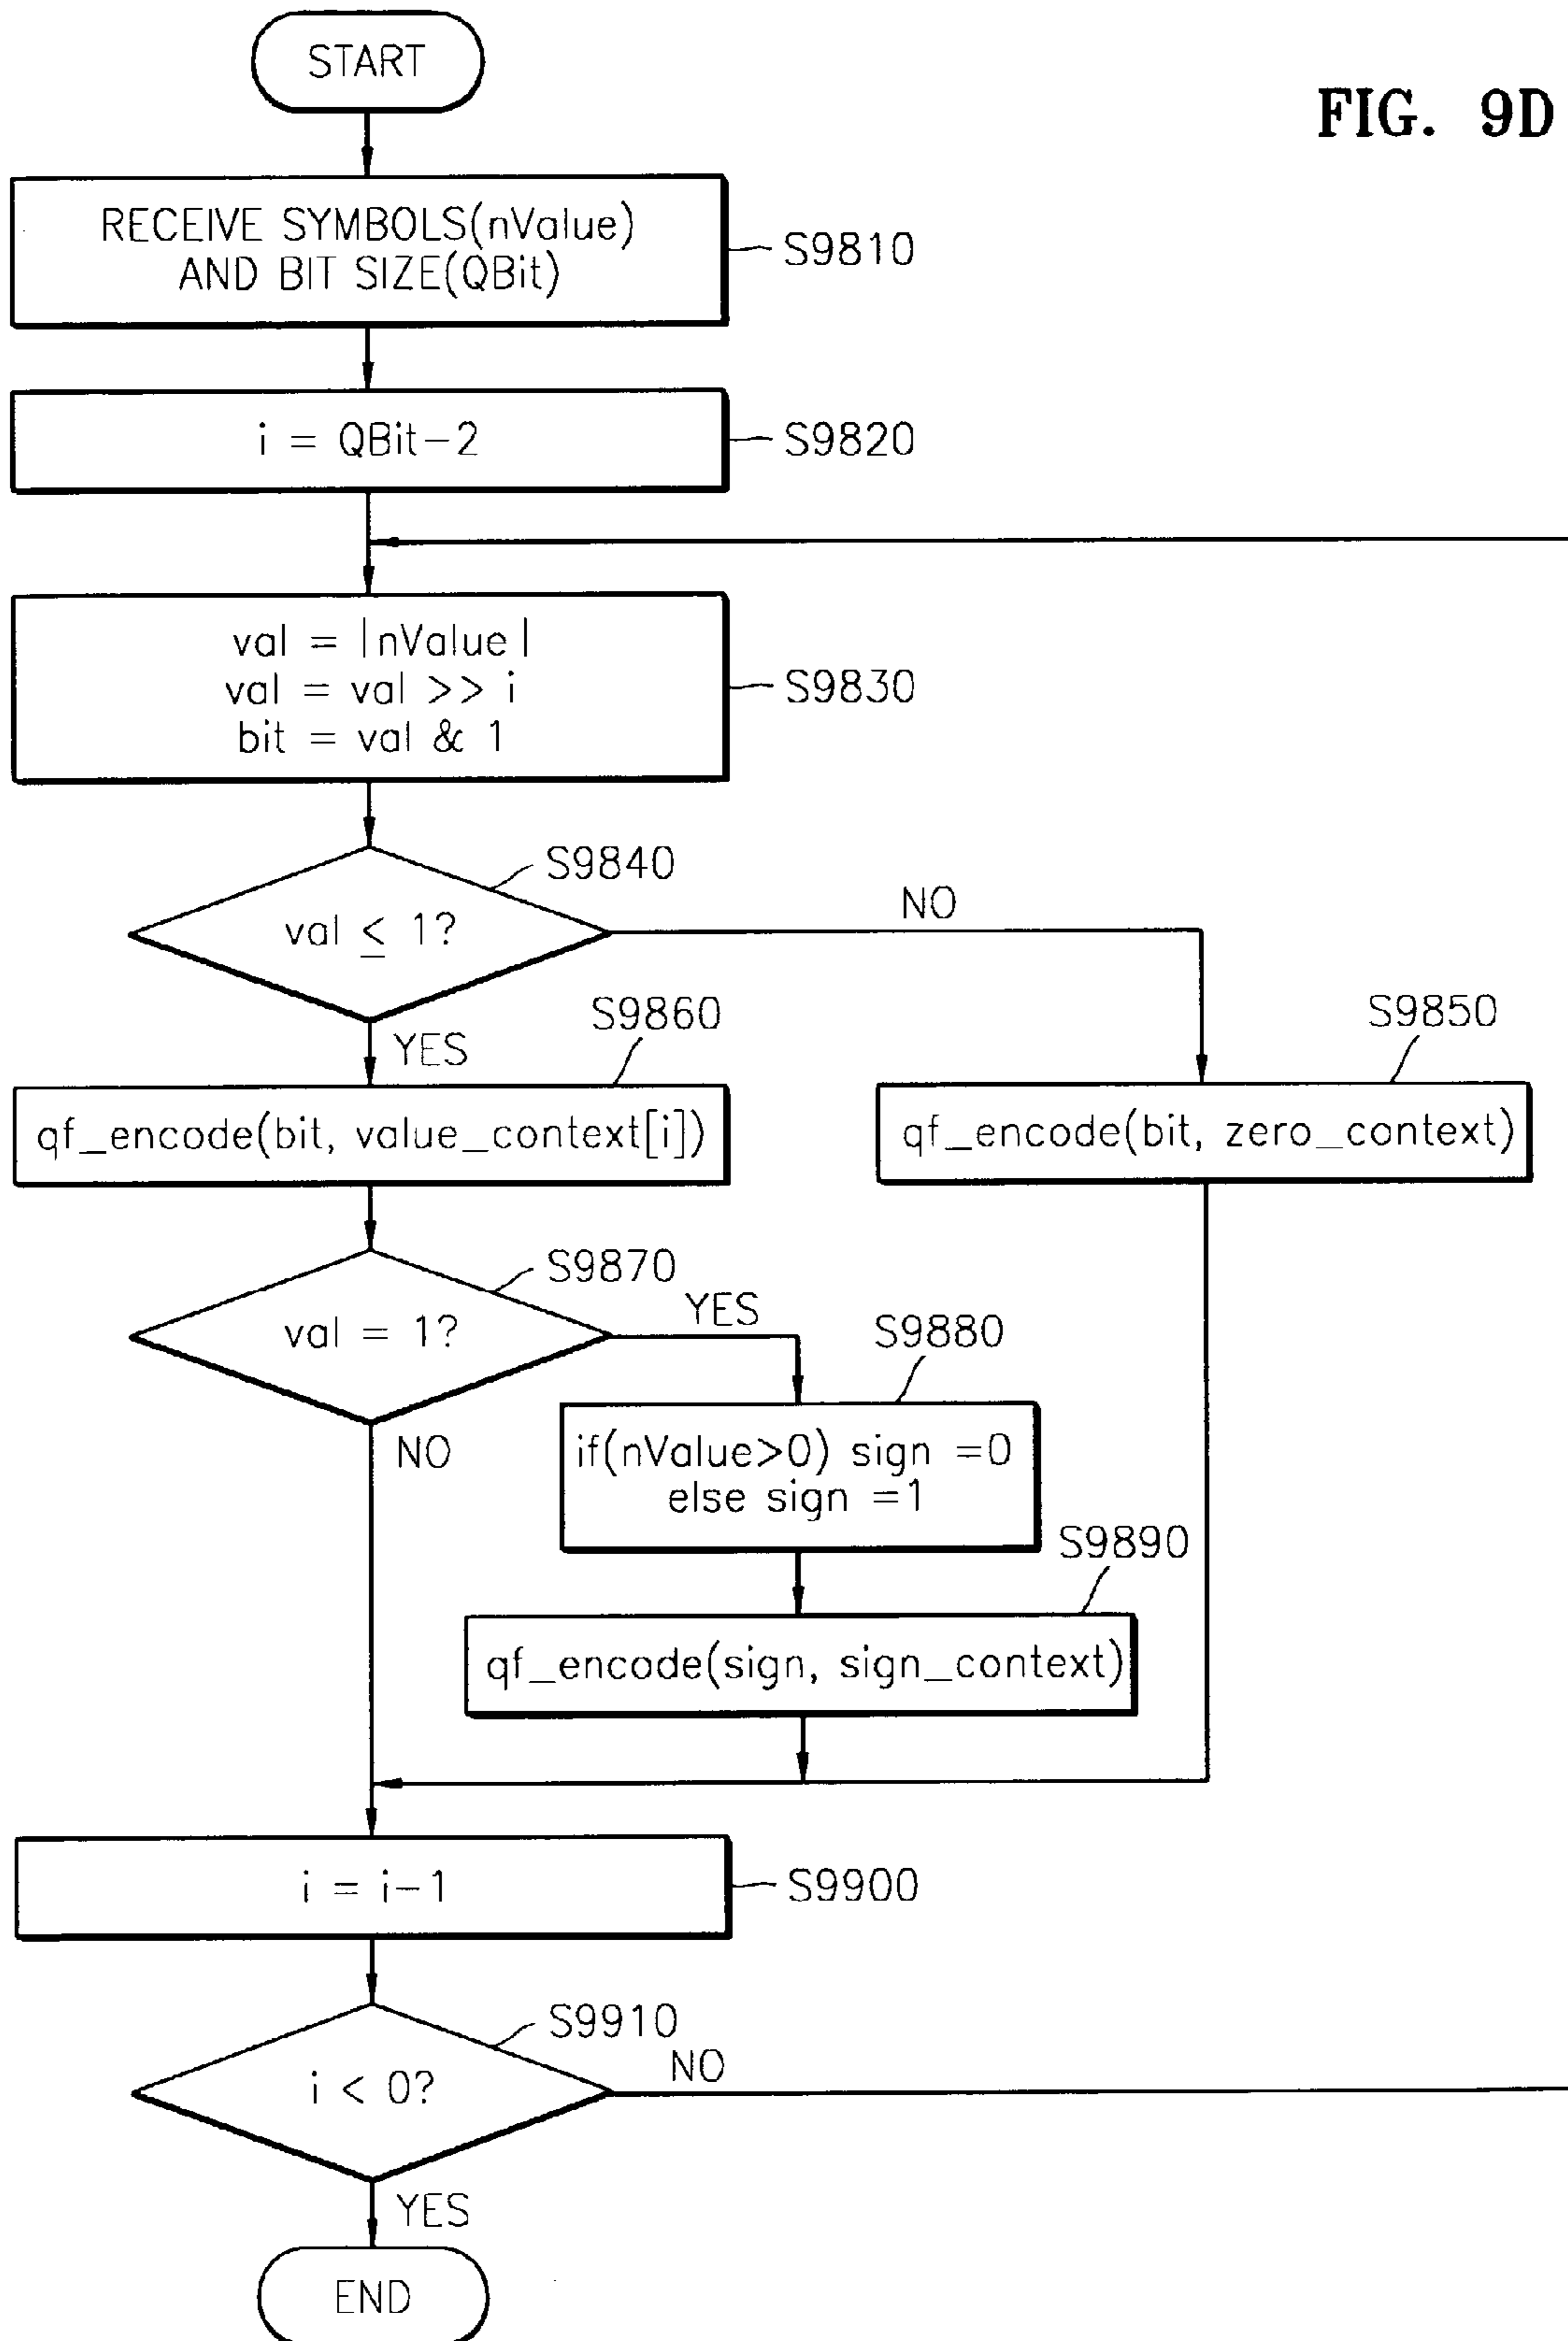 START
FIG. 9D
RECEIVE SYMBOLS(nValue)
AND BIT SIZE(QBit)
S9810
i = QBit-2
S9820
val = |nValue|
val = val >> i
bit = val & 1
S9830
S9840
val ≤ 1?
NO
YES
S9860
S9850
qf_encode(bit, value_context[i])
qf_encode(bit, zero_context)
S9870
val = 1?
YES
NO
S9880
if(nValue>0) sign =0
else sign =1
S9890
qf_encode(sign, sign_context)
i = i-1
S9900
S9910
i < 0?
NO
YES
END